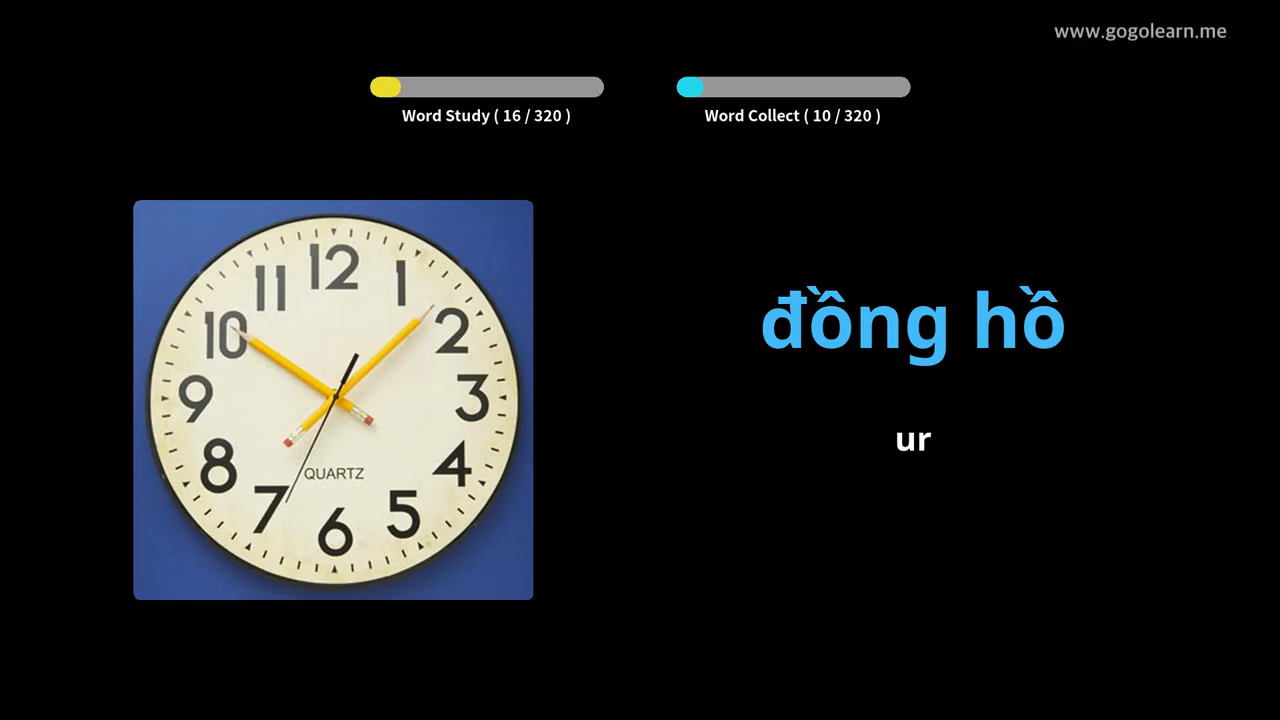 www.gogolearn.me
Word Study ( 16 / 320 )
Word Collect ( 10 / 320 )
12
11
1
10
2
9
3
8
4
7
5
6
QUARTZ
đồng hồ
ur